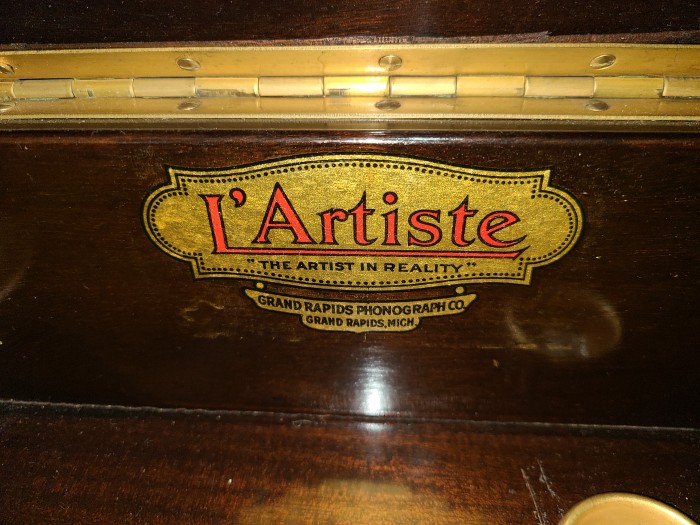 L'Artiste
"THE ARTIST IN REALITY"
GRAND RAPIDS PHONOGRAPH CO.
GRAND RAPIDS, MICH.